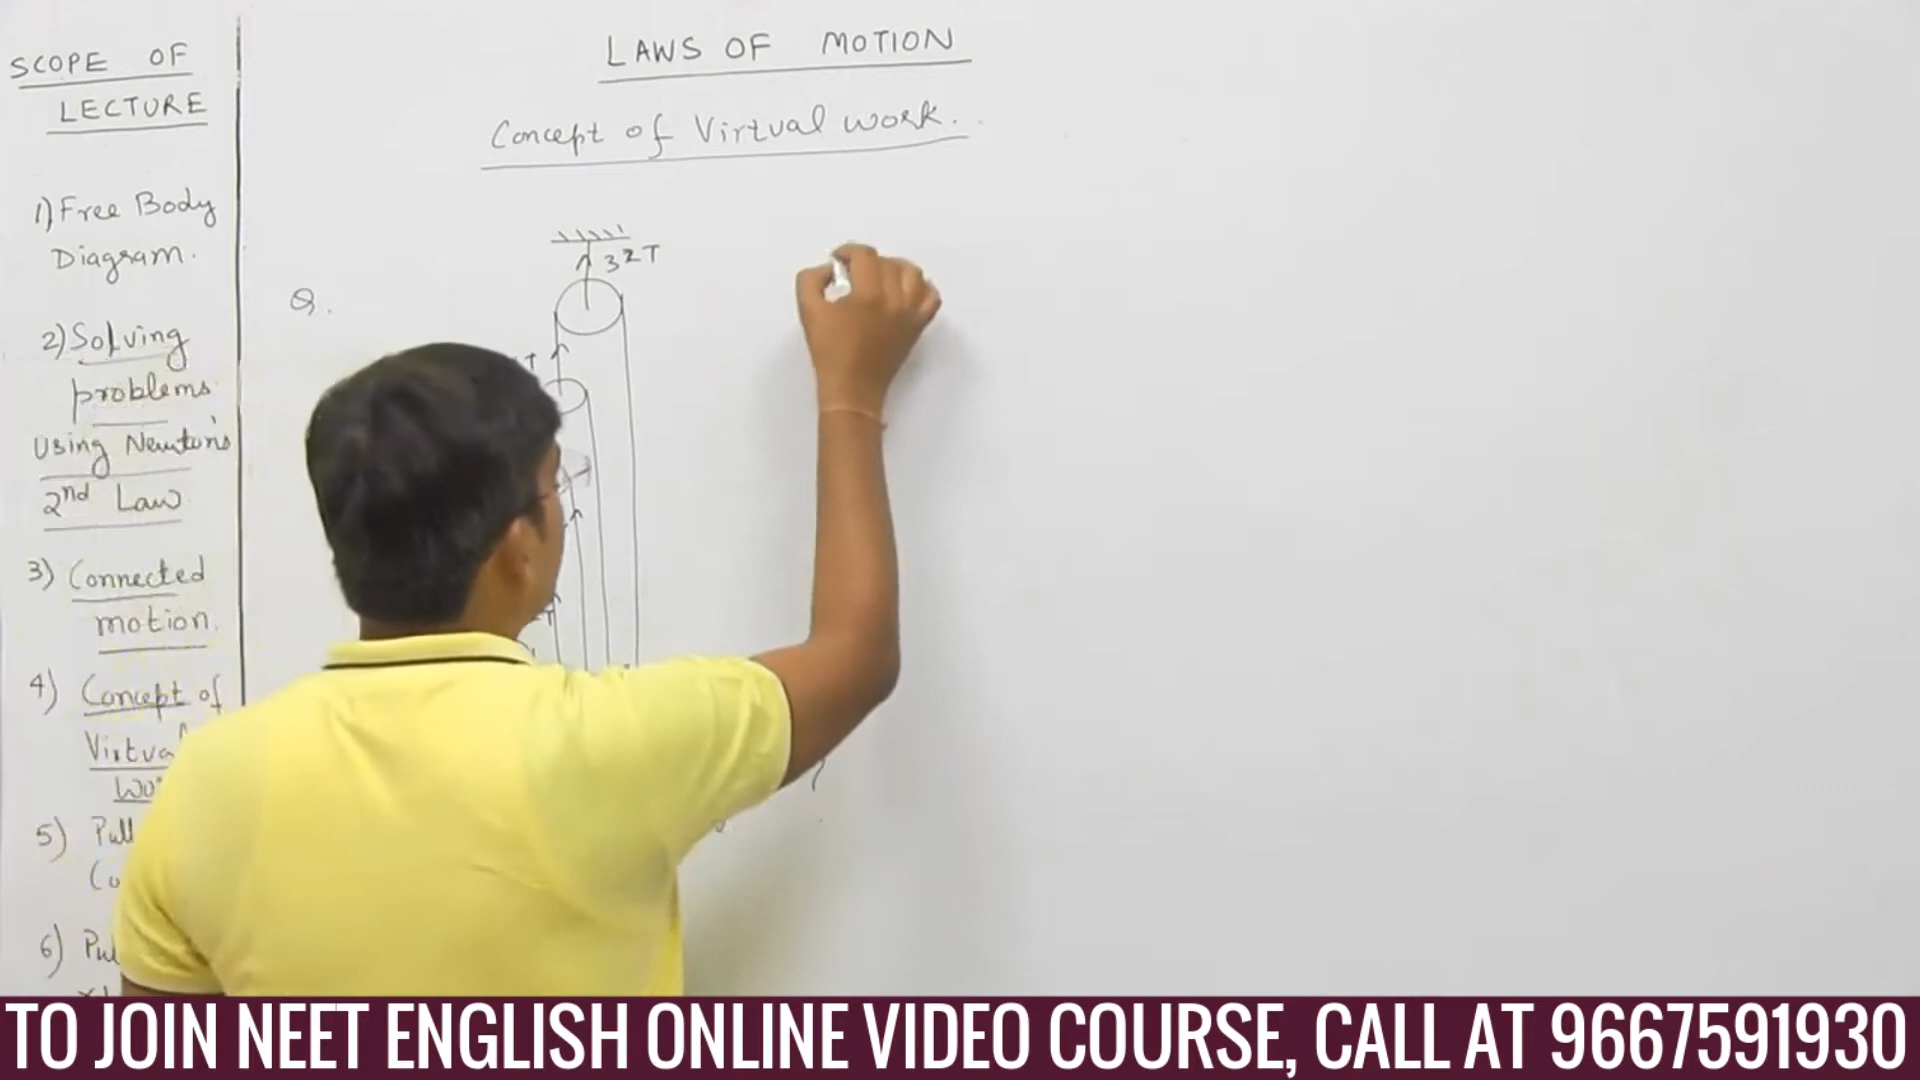 SCOPE OF
LECTURE
1) Free Body
Diagram.
2) Solving
problems
using Newton's
2nd Law
3) Connected
motion.
4) Concept of
5) Pull
6)
LAWS OF MOTION
Concept of Virtual work.
Q.
32T
T
?
TO JOIN NEET ENGLISH ONLINE VIDEO COURSE, CALL AT 9667591930